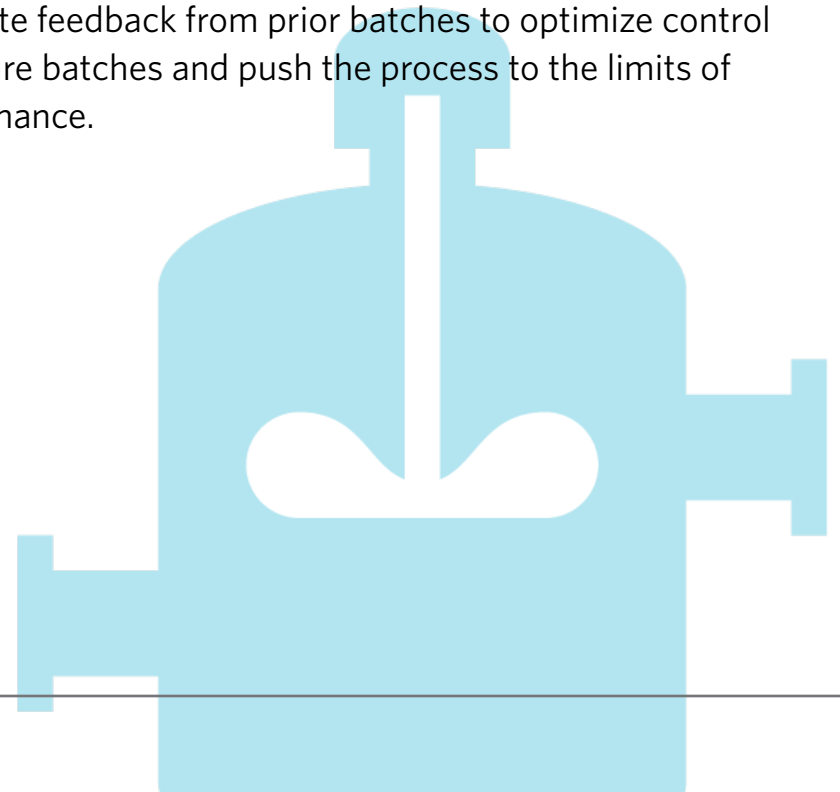 te feedback from prior batches to optimize control
re batches and push the process to the limits of
nance.